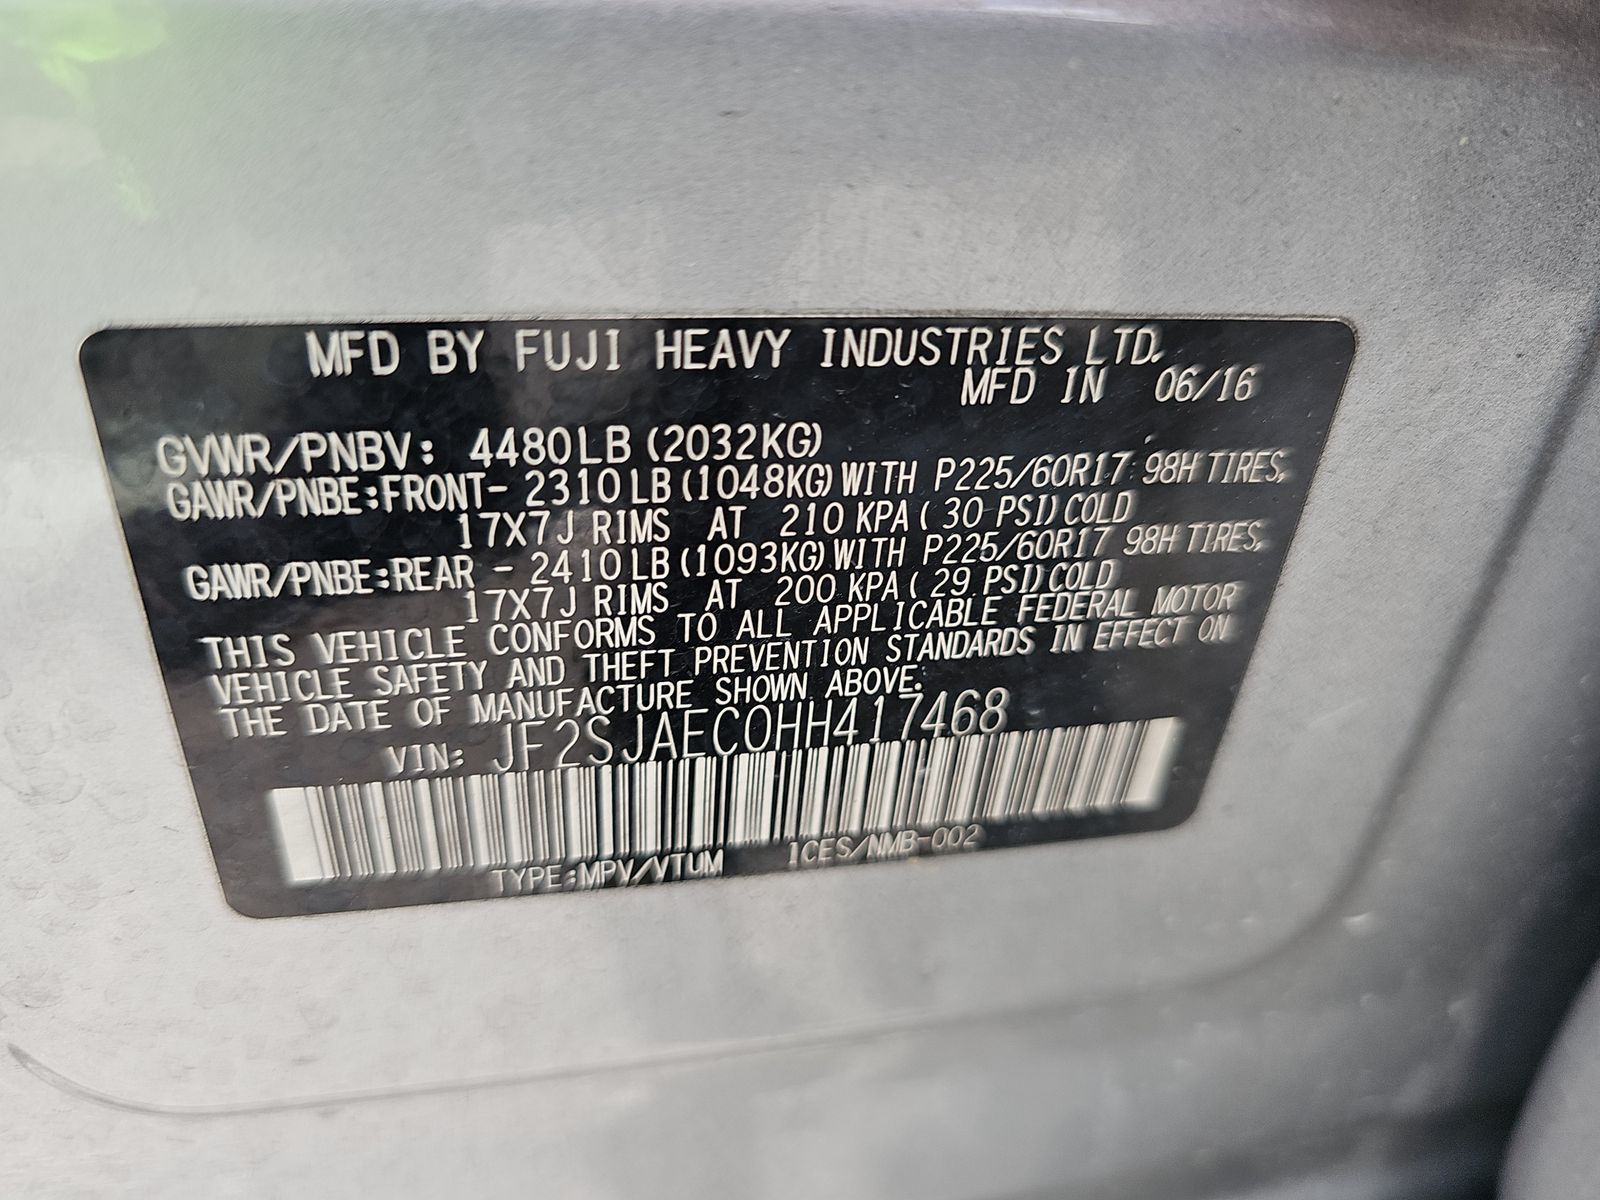 MFD BY FUJI HEAVY INDUSTRIES LTD.
MFD IN 06/16
GVWR/PNBV: 4480LB (2032KG)
GAWR/PNBE:FRONT- 2310LB (1048KG) WITH P225/60R17 98H TIRES,
17X7J RIMS AT 210 KPA ( 30 PSI) COLD
GAWR/PNBE:REAR - 2410LB (1093KG) WITH P225/60R17 98H TIRES,
17X7J RIMS AT 200 KPA ( 29 PSI) COLD
THIS VEHICLE CONFORMS TO ALL APPLICABLE FEDERAL MOTOR
VEHICLE SAFETY AND THEFT PREVENTION STANDARDS IN EFFECT ON
THE DATE OF MANUFACTURE SHOWN ABOVE.
VIN: JF2SJAEC0HH417468
TYPE:MPV/VTUM ICES/NMB-002